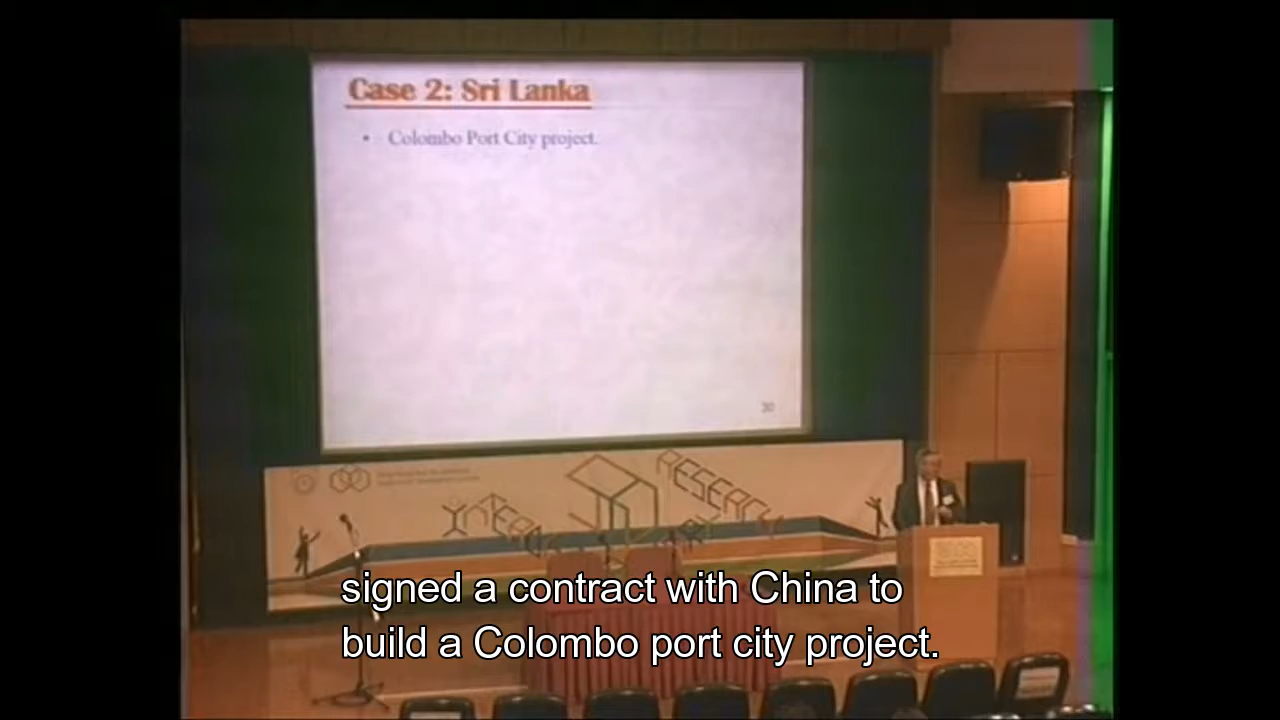 Case 2: Sri Lanka
• Colombo Port City project.
30
RESEARCH
signed a contract with China to
build a Colombo port city project.